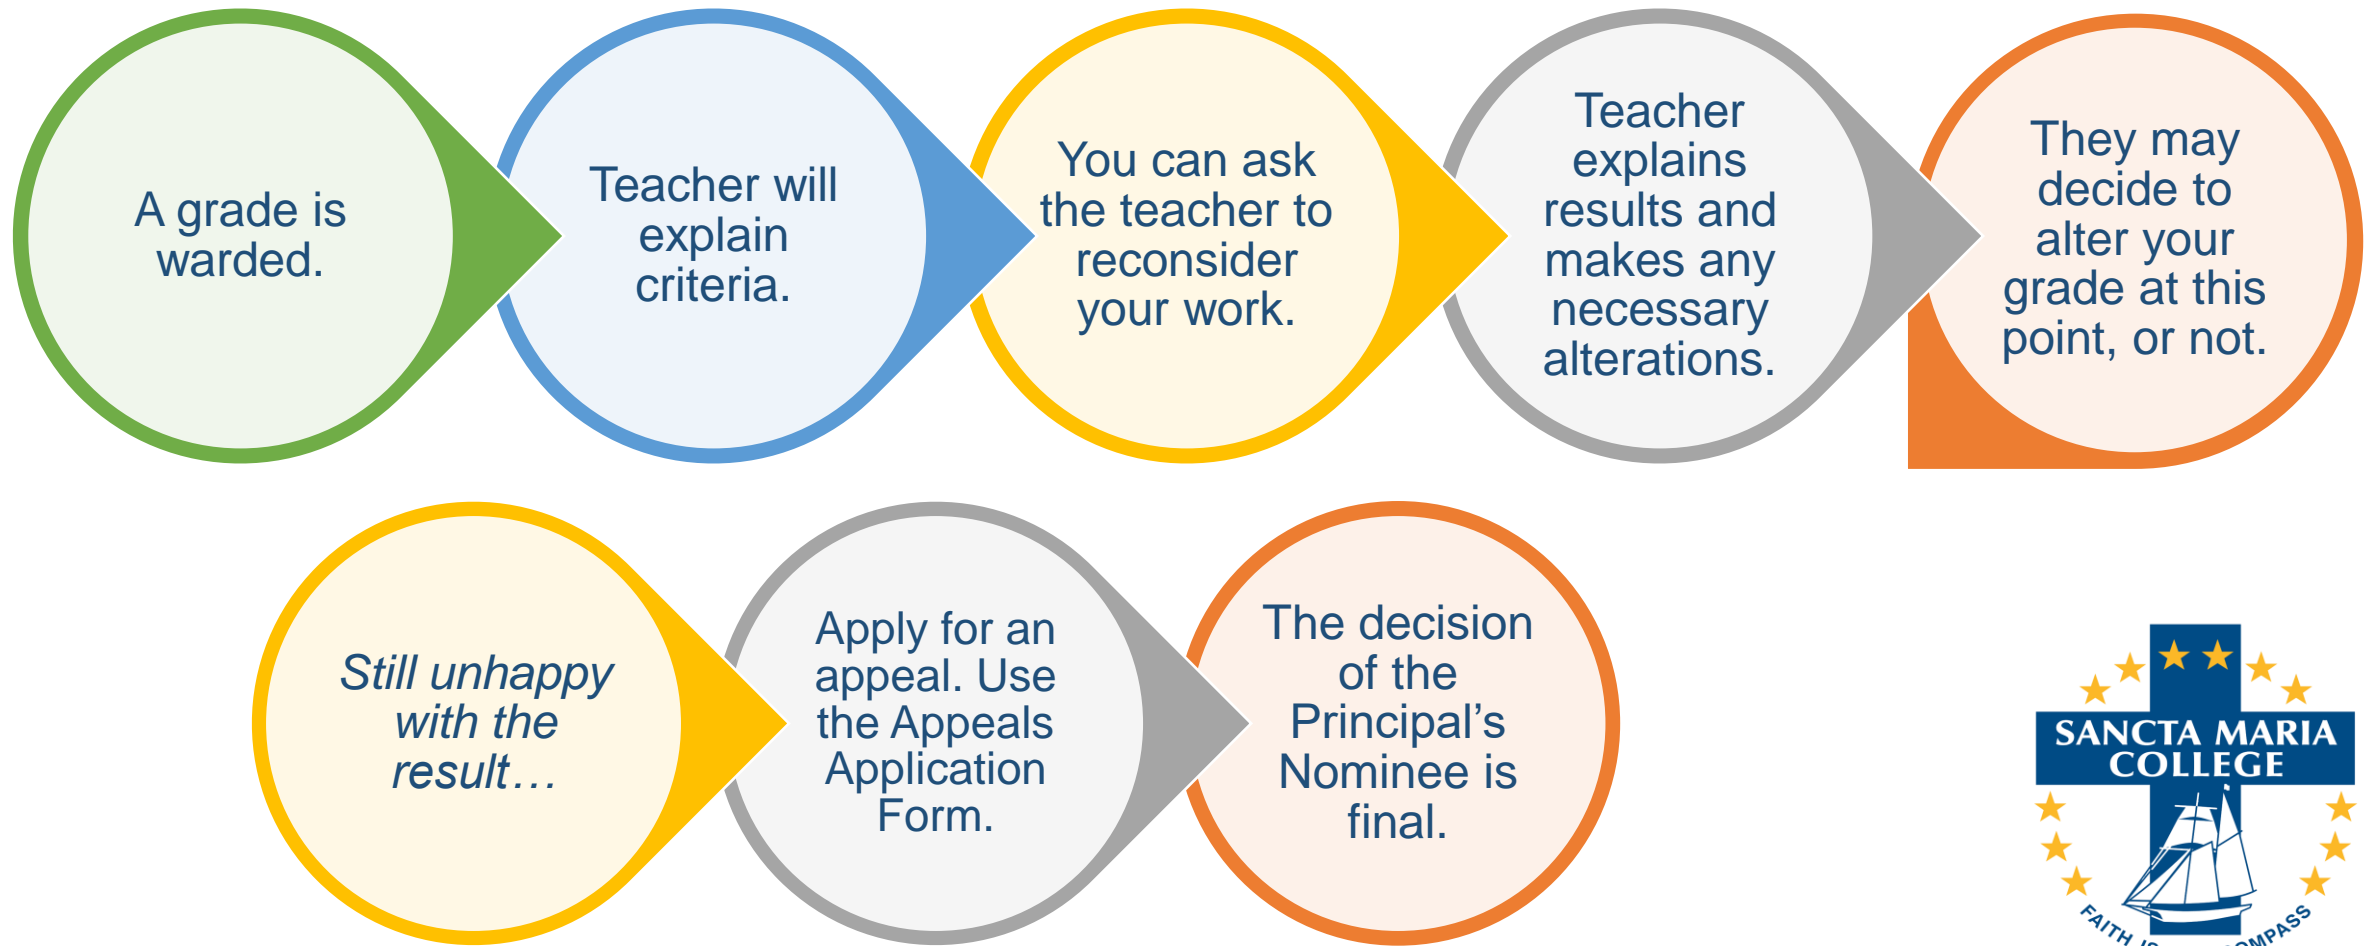 A grade is
warded.
Teacher will
explain
criteria.
You can ask
the teacher to
reconsider
your work.
Teacher
explains
results and
makes any
necessary
alterations.
They may
decide to
alter your
grade at this
point, or not.
Still unhappy
with the
result…
Apply for an
appeal. Use
the Appeals
Application
Form.
The decision
of the
Principal’s
Nominee is
final.
SANCTA MARIA
COLLEGE
FAITH IS